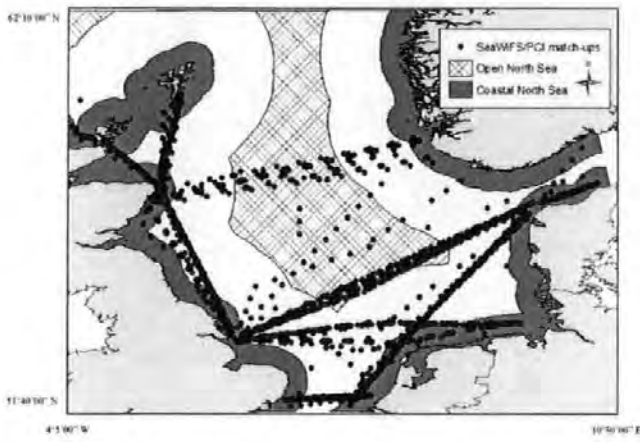 62°10'00" N
SeaWiFS/PCI match-ups
Open North Sea
Coastal North Sea
51°40'00" N
4°5'00" W
10°50'00" E